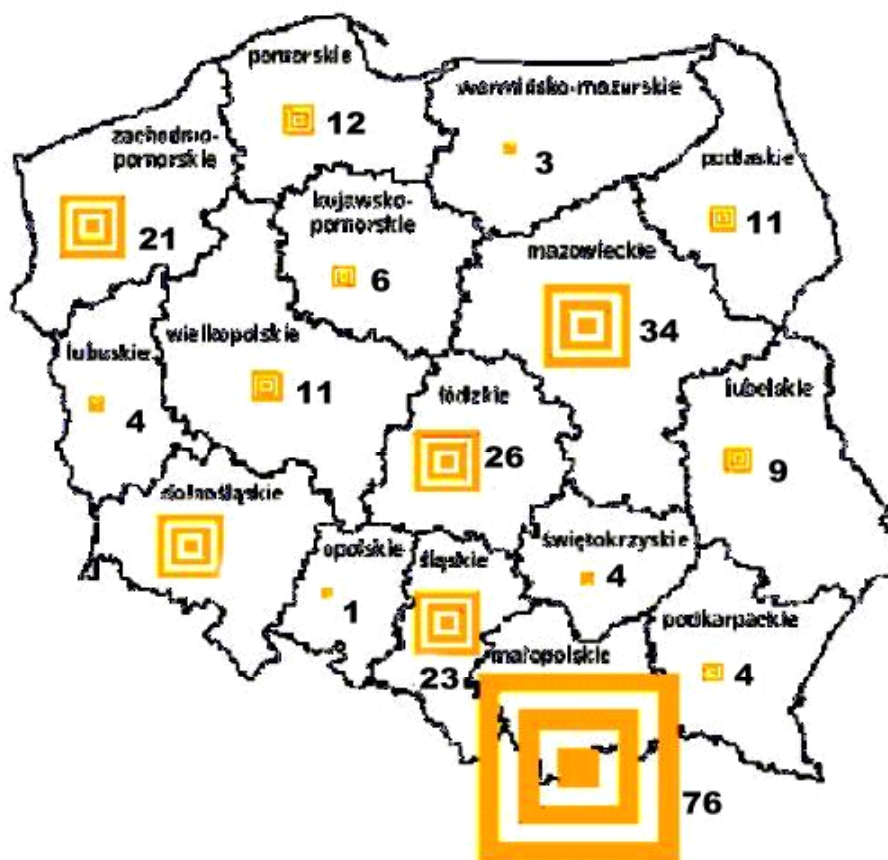 pomorskie
12
warmińsko-mazurskie
3
zachodnio-
pomorskie
21
podlaskie
11
kujawsko-
pomorskie
6
mazowieckie
34
lubuskie
4
wielkopolskie
11
łódzkie
26
lubelskie
9
dolnośląskie
opolskie
1
śląskie
23
świętokrzyskie
4
małopolskie
76
podkarpackie
4